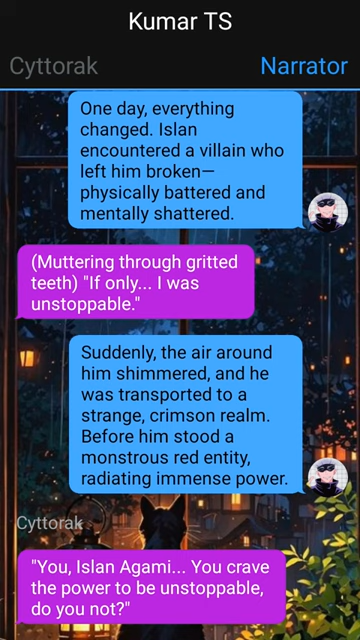 Kumar TS
Cyttorak
Narrator
One day, everything
changed. Islan
encountered a villain who
left him broken—
physically battered and
mentally shattered.
(Muttering through gritted
teeth) "If only... I was
unstoppable."
Suddenly, the air around
him shimmered, and he
was transported to a
strange, crimson realm.
Before him stood a
monstrous red entity,
radiating immense power.
Cyttorak
"You, Islan Agami... You crave
the power to be unstoppable,
do you not?"